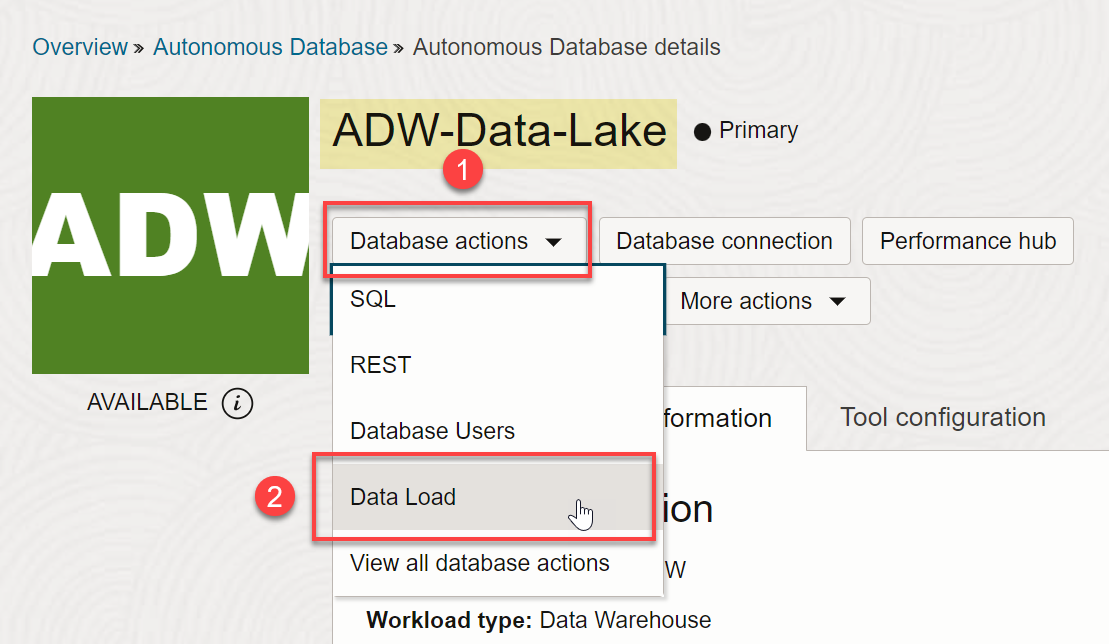 Overview » Autonomous Database » Autonomous Database details
ADW
ADW-Data-Lake
Primary
1
Database actions
Database connection
Performance hub
SQL
More actions
REST
AVAILABLE i
Database Users
formation
Tool configuration
2
Data Load
ion
View all database actions
W
Workload type: Data Warehouse